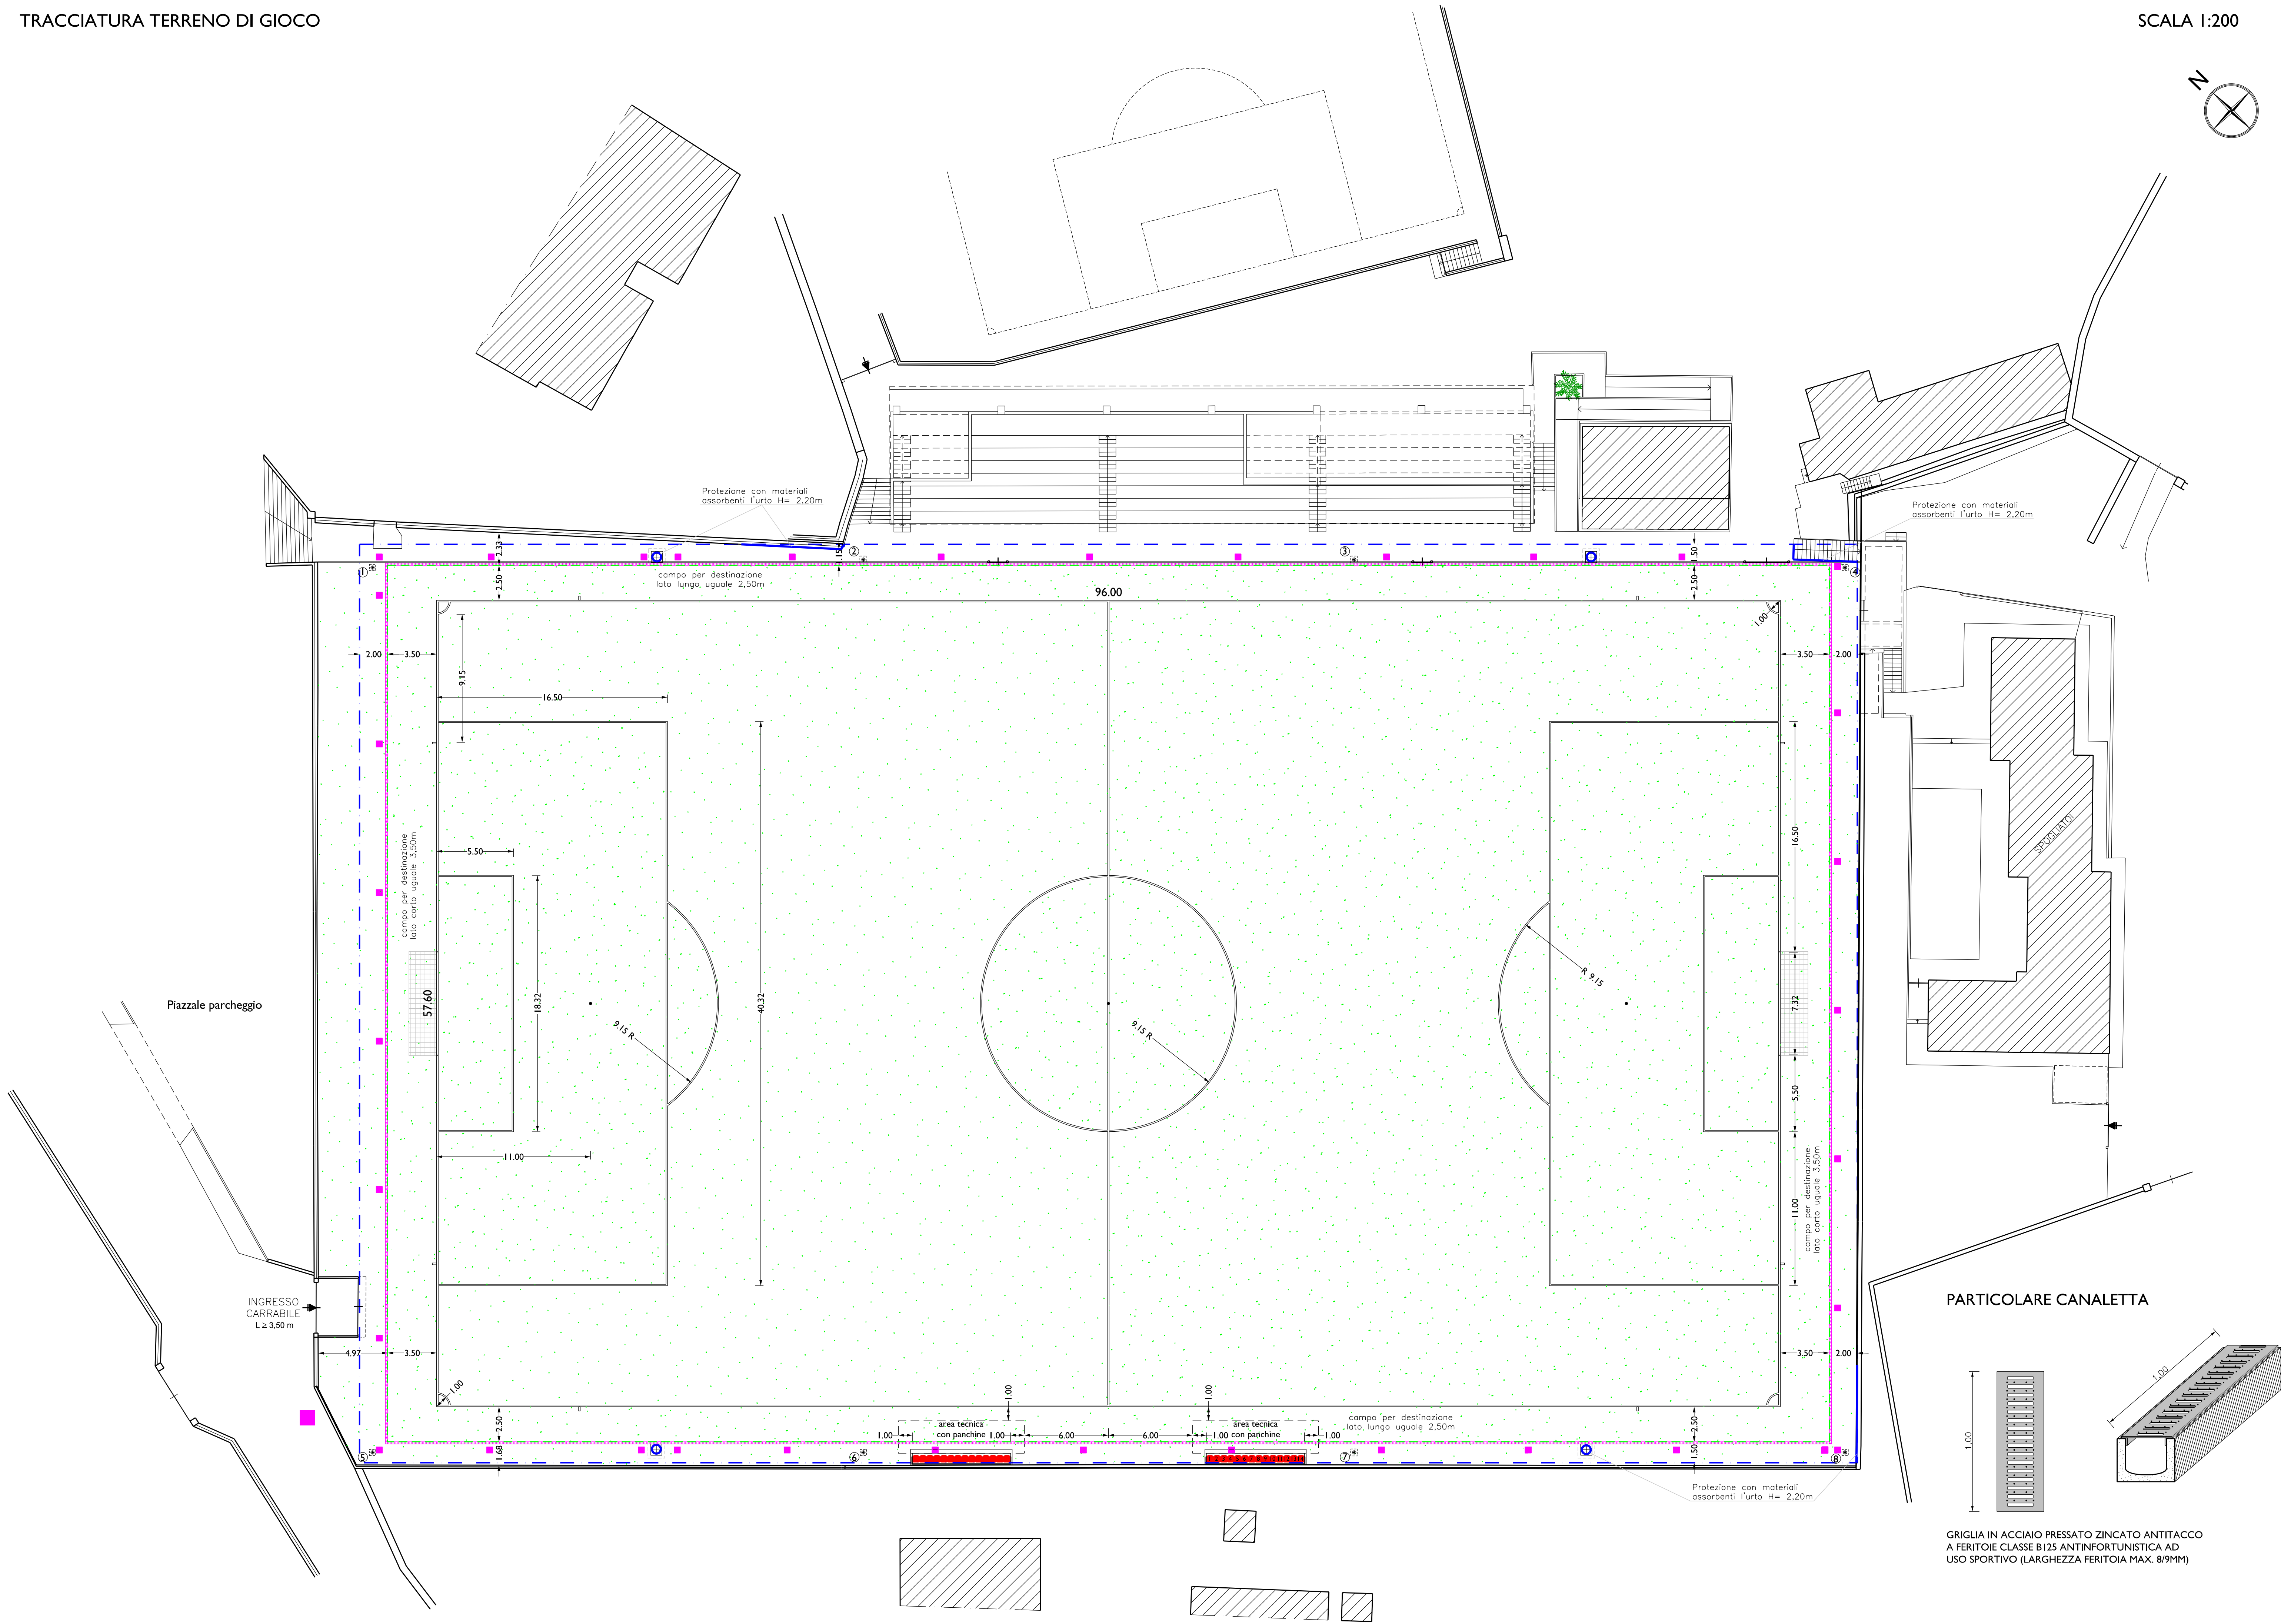 TRACCIATURA TERRENO DI GIOCO
SCALA 1:200
N
Protezione con materiali
assorbenti l'urto H= 2,20m
Protezione con materiali
assorbenti l'urto H= 2,20m
2.33
1.50
2
3
1
4
campo per destinazione
lato lungo uguale 2,50m
2.50
2.50
96.00
1.00
2.00
3.50
3.50
2.00
9.15
16.50
40.32
16.50
5.50
campo per destinazione
lato corto uguale 3,50m
SPOGLIATOI
18.32
57.60
Piazzale parcheggio
R 9.15
7.32
9.15 R
9.15 R
5.50
11.00
11.00
campo per destinazione
lato corto uguale 3,50m
INGRESSO
CARRABILE
L ≥ 3,50 m
4.97
3.50
3.50
2.00
1.00
1.00
1.00
2.50
area tecnica
con panchine
1.00
1.00
6.00
6.00
area tecnica
con panchine
1.00
1.00
campo per destinazione
lato lungo uguale 2,50m
2.50
1.68
1.50
5
6
7
8
Protezione con materiali
assorbenti l'urto H= 2,20m
PARTICOLARE CANALETTA
1.00
1.00
GRIGLIA IN ACCIAIO PRESSATO ZINCATO ANTITACCO
A FERITOIE CLASSE B125 ANTINFORTUNISTICA AD
USO SPORTIVO (LARGHEZZA FERITOIA MAX. 8/9MM)